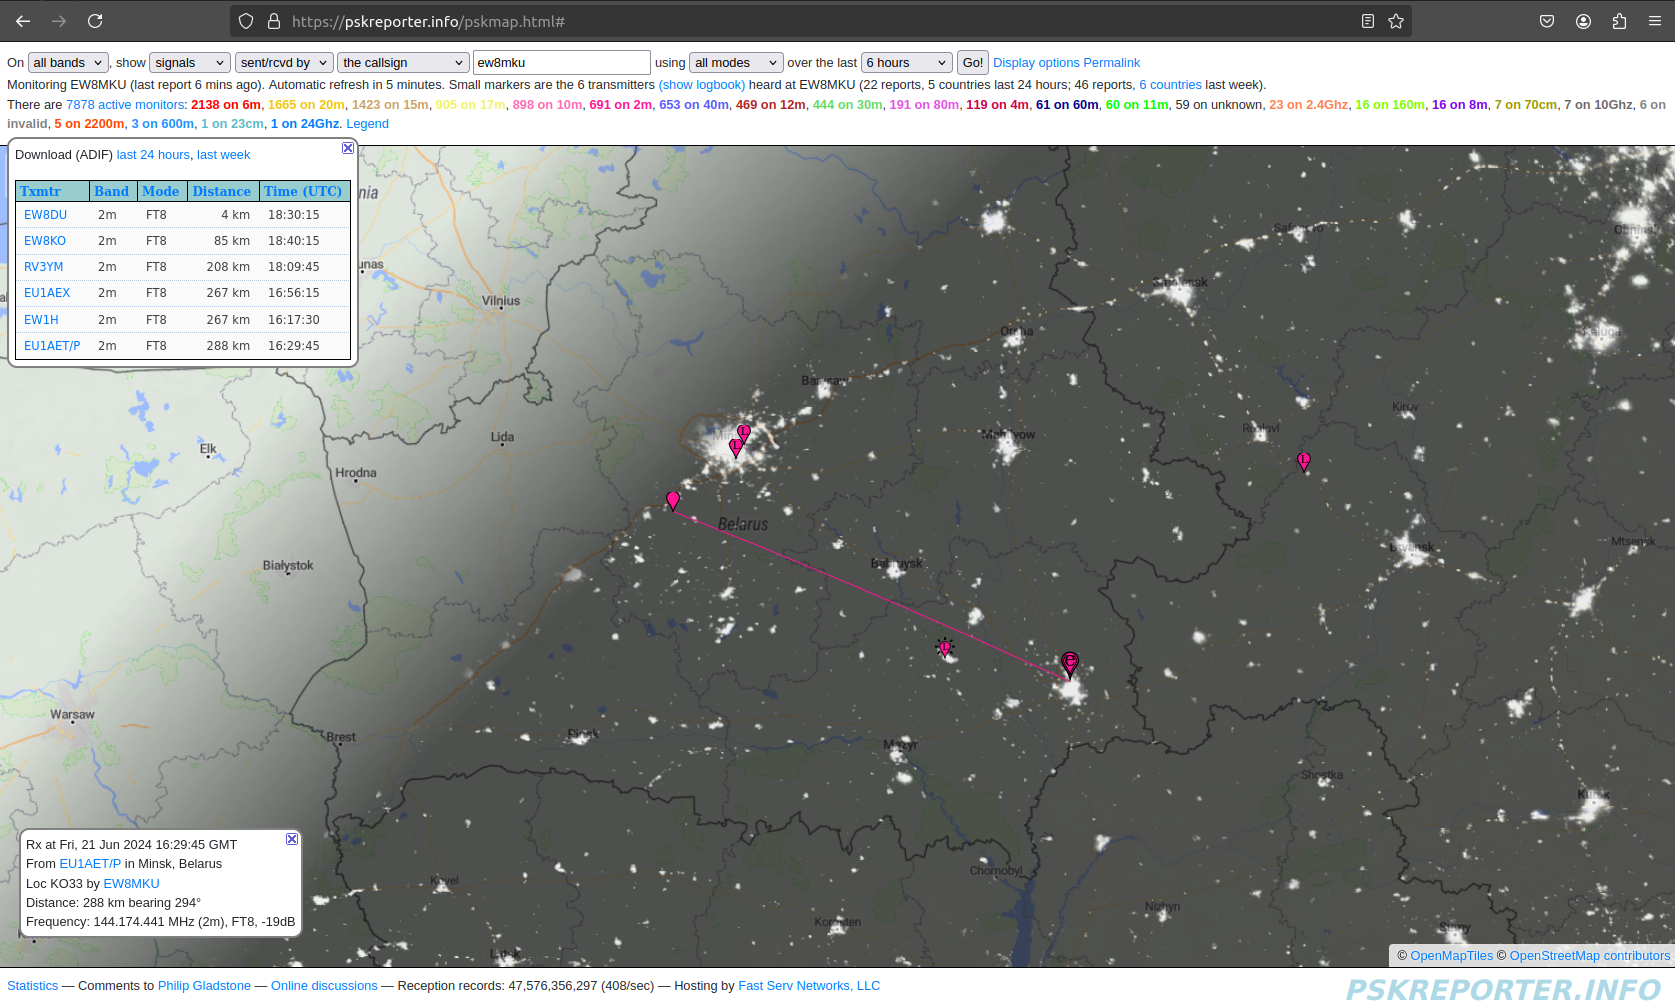 https://pskreporter.info/pskmap.html#
On all bands , show signals sent/rcvd by the callsign ew8mku using all modes over the last 6 hours Go! Display options Permalink
Monitoring EW8MKU (last report 6 mins ago). Automatic refresh in 5 minutes. Small markers are the 6 transmitters (show logbook) heard at EW8MKU (22 reports, 5 countries last 24 hours; 46 reports, 6 countries last week).
There are 7878 active monitors: 2138 on 6m, 1665 on 20m, 1423 on 15m, 905 on 17m, 898 on 10m, 691 on 2m, 653 on 40m, 469 on 12m, 444 on 30m, 191 on 80m, 119 on 4m, 61 on 60m, 60 on 11m, 59 on unknown, 23 on 2.4Ghz, 16 on 160m, 16 on 8m, 7 on 70cm, 7 on 10Ghz, 6 on
invalid, 5 on 2200m, 3 on 600m, 1 on 23cm, 1 on 24Ghz. Legend
Download (ADIF) last 24 hours, last week
Txmtr Band Mode Distance Time (UTC)
EW8DU 2m FT8 4 km 18:30:15
EW8KO 2m FT8 85 km 18:40:15
RV3YM 2m FT8 208 km 18:09:45
EU1AEX 2m FT8 267 km 16:56:15
EW1H 2m FT8 267 km 16:17:30
EU1AET/P 2m FT8 288 km 16:29:45
nia
unas
Vilnius
Smolensk
Orsha
Kaluga
Barysaw
Kirov
Roslavl
Lida
Mahilyow
Elk
Hrodna
Belarus
Bryansk
Mtsensk
Białystok
Babruysk
Warsaw
Brest
Pinsk
Mazyr
Shostka
Kursk
Chornobyl
Kovel
Nizhyn
Korosten
Sumy
Lutsk
Rx at Fri, 21 Jun 2024 16:29:45 GMT
From EU1AET/P in Minsk, Belarus
Loc KO33 by EW8MKU
Distance: 288 km bearing 294°
Frequency: 144.174.441 MHz (2m), FT8, -19dB
© OpenMapTiles © OpenStreetMap contributors
Statistics — Comments to Philip Gladstone — Online discussions — Reception records: 47,576,356,297 (408/sec) — Hosting by Fast Serv Networks, LLC
PSKREPORTER.INFO